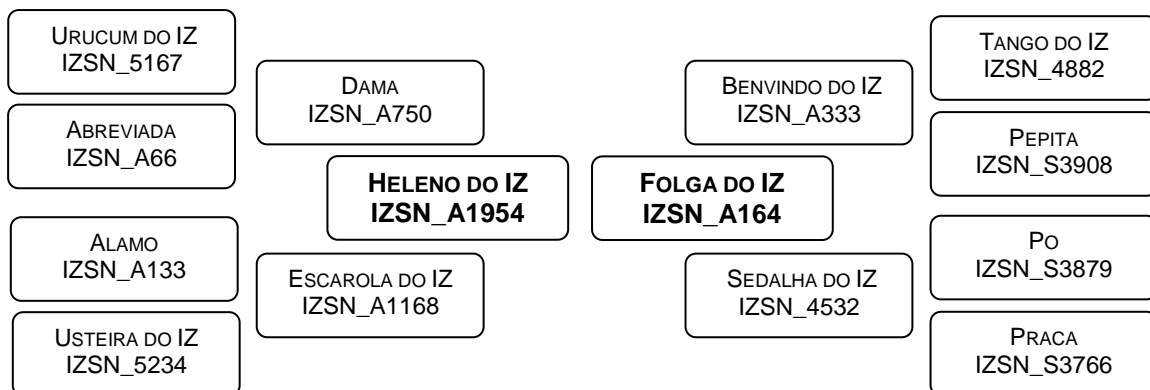 URUCUM DO IZ
IZSN_5167
ABREVIADA
IZSN_A66
ALAMO
IZSN_A133
USTEIRA DO IZ
IZSN_5234
DAMA
IZSN_A750
ESCAROLA DO IZ
IZSN_A1168
HELENO DO IZ
IZSN_A1954
FOLGA DO IZ
IZSN_A164
BENVINDO DO IZ
IZSN_A333
SEDALHA DO IZ
IZSN_4532
TANGO DO IZ
IZSN_4882
PEPITA
IZSN_S3908
PO
IZSN_S3879
PRACA
IZSN_S3766